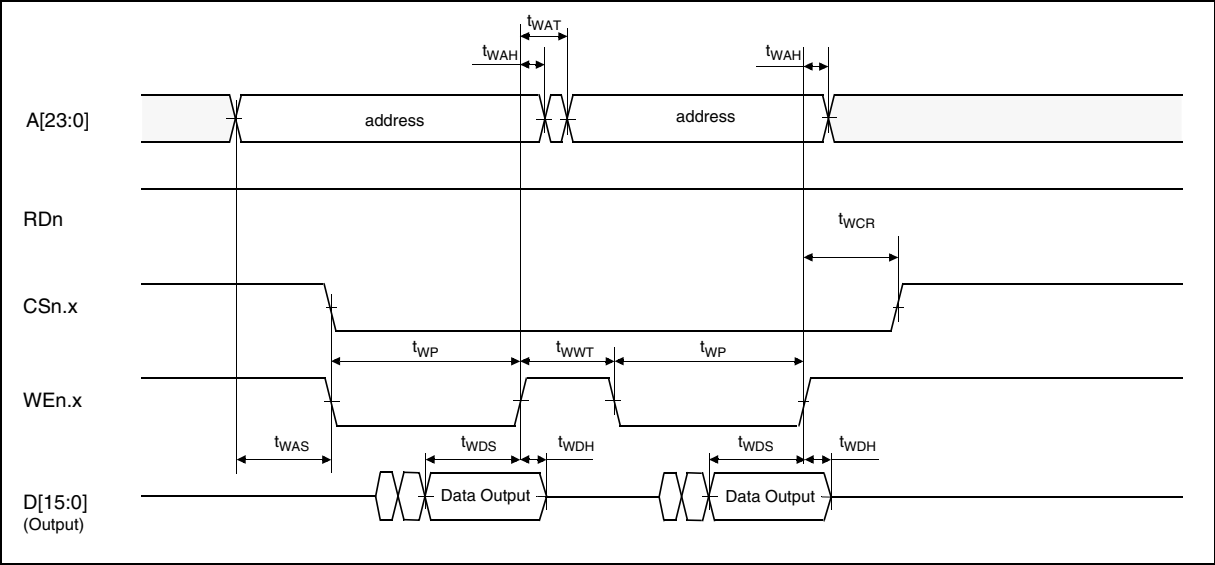 tWAT
tWAH
tWAH
A[23:0]
address
address
RDn
tWCR
CSn.x
tWP
tWWT
tWP
WEn.x
tWAS
tWDS
tWDH
tWDS
tWDH
D[15:0]
Data Output
Data Output
(Output)